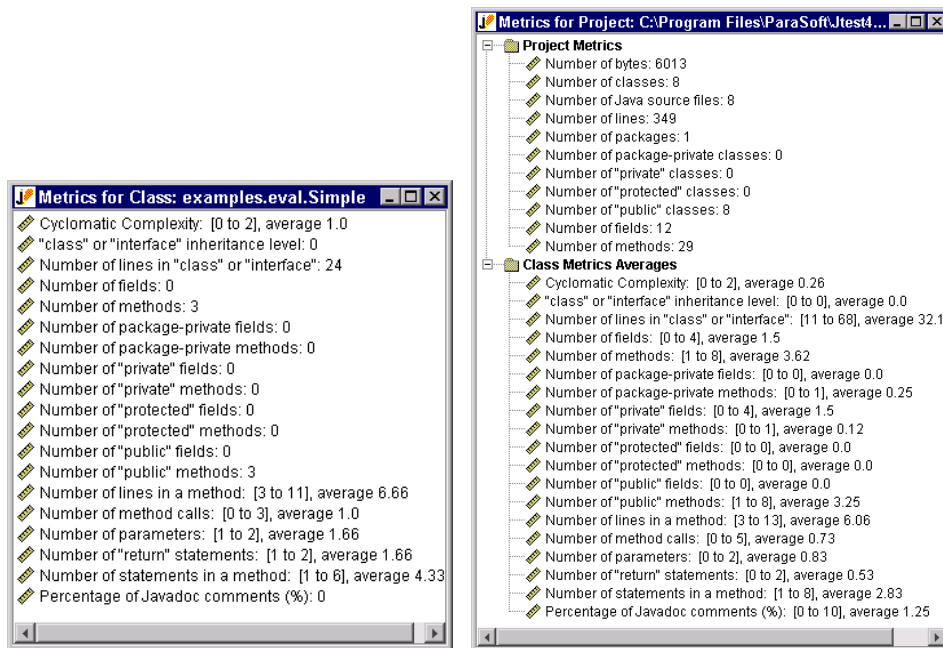 Metrics for Class: examples.eval.Simple
Cyclomatic Complexity: [0 to 2], average 1.0
"class" or "interface" inheritance level: 0
Number of lines in "class" or "interface": 24
Number of fields: 0
Number of methods: 3
Number of package-private fields: 0
Number of package-private methods: 0
Number of "private" fields: 0
Number of "private" methods: 0
Number of "protected" fields: 0
Number of "protected" methods: 0
Number of "public" fields: 0
Number of "public" methods: 3
Number of lines in a method: [3 to 11], average 6.66
Number of method calls: [0 to 3], average 1.0
Number of parameters: [1 to 2], average 1.66
Number of "return" statements: [1 to 2], average 1.66
Number of statements in a method: [1 to 6], average 4.33
Percentage of Javadoc comments (%): 0
Metrics for Project: C:\Program Files\ParaSoft\Jtest4...
Project Metrics
Number of bytes: 6013
Number of classes: 8
Number of Java source files: 8
Number of lines: 349
Number of packages: 1
Number of package-private classes: 0
Number of "private" classes: 0
Number of "protected" classes: 0
Number of "public" classes: 8
Number of fields: 12
Number of methods: 29
Class Metrics Averages
Cyclomatic Complexity: [0 to 2], average 0.26
"class" or "interface" inheritance level: [0 to 0], average 0.0
Number of lines in "class" or "interface": [11 to 68], average 32.1
Number of fields: [0 to 4], average 1.5
Number of methods: [1 to 8], average 3.62
Number of package-private fields: [0 to 0], average 0.0
Number of package-private methods: [0 to 1], average 0.25
Number of "private" fields: [0 to 4], average 1.5
Number of "private" methods: [0 to 1], average 0.12
Number of "protected" fields: [0 to 0], average 0.0
Number of "protected" methods: [0 to 0], average 0.0
Number of "public" fields: [0 to 0], average 0.0
Number of "public" methods: [1 to 8], average 3.25
Number of lines in a method: [3 to 13], average 6.06
Number of method calls: [0 to 5], average 0.73
Number of parameters: [0 to 2], average 0.83
Number of "return" statements: [0 to 2], average 0.53
Number of statements in a method: [1 to 8], average 2.83
Percentage of Javadoc comments (%): [0 to 10], average 1.25